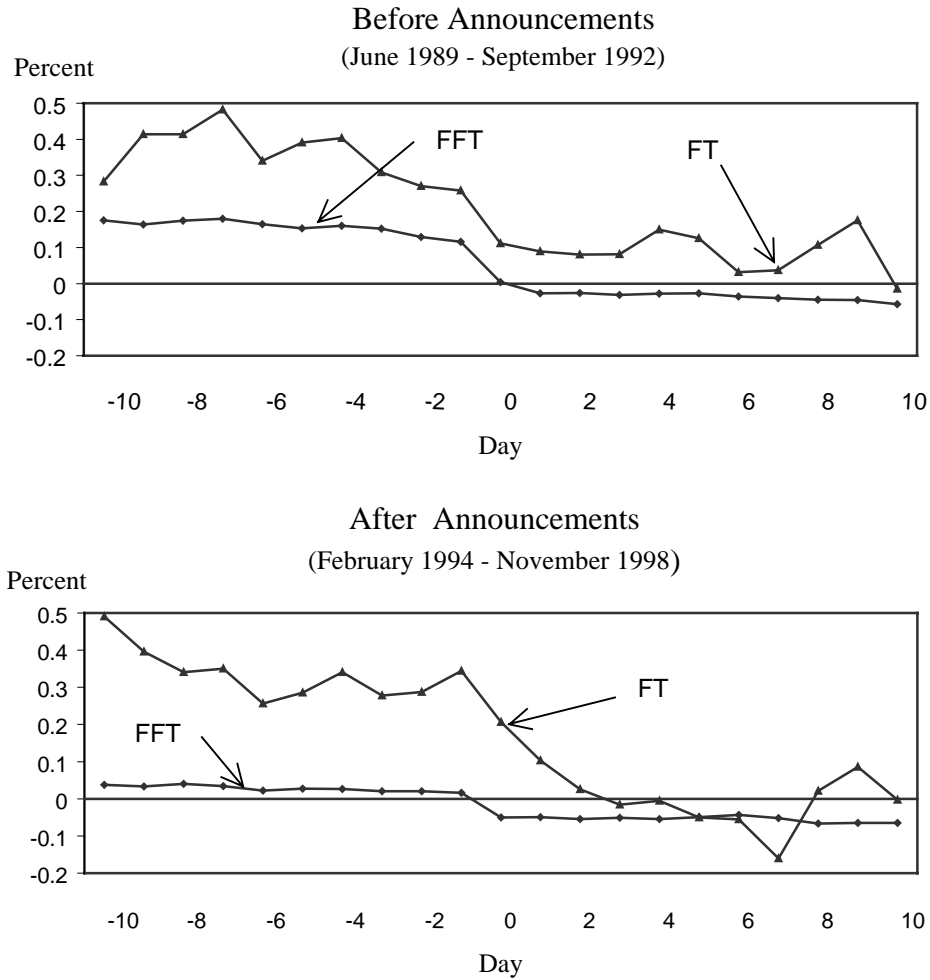 Before Announcements
(June 1989 - September 1992)
Percent
FFT
FT
0.5
0.4
0.3
0.2
0.1
0
-0.1
-0.2
-10 -8 -6 -4 -2 0 2 4 6 8 10
Day
After Announcements
(February 1994 - November 1998)
Percent
0.5
0.4
0.3
0.2
0.1
0
-0.1
-0.2
FT
FFT
-10 -8 -6 -4 -2 0 2 4 6 8 10
Day